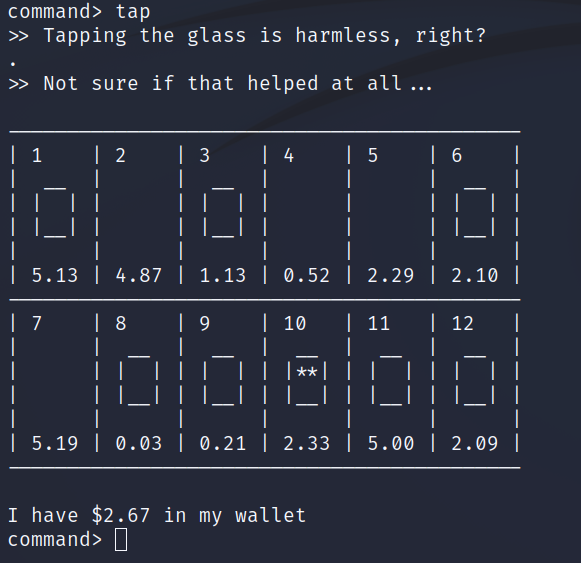 command> tap
>> Tapping the glass is harmless, right?
.
>> Not sure if that helped at all...
| 1 | 2 | 3 | 4 | 5 | 6 |
| 5.13 | 4.87 | 1.13 | 0.52 | 2.29 | 2.10 |
| 7 | 8 | 9 | 10 | 11 | 12 |
|**|
| 5.19 | 0.03 | 0.21 | 2.33 | 5.00 | 2.09 |
I have $2.67 in my wallet
command>